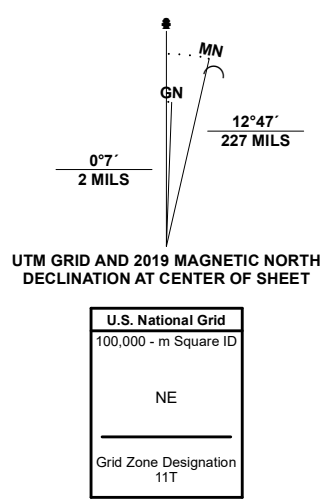 MN
GN
12°47´
227 MILS
0°7´
2 MILS
UTM GRID AND 2019 MAGNETIC NORTH
DECLINATION AT CENTER OF SHEET
U.S. National Grid
100,000 - m Square ID
NE
Grid Zone Designation
11T